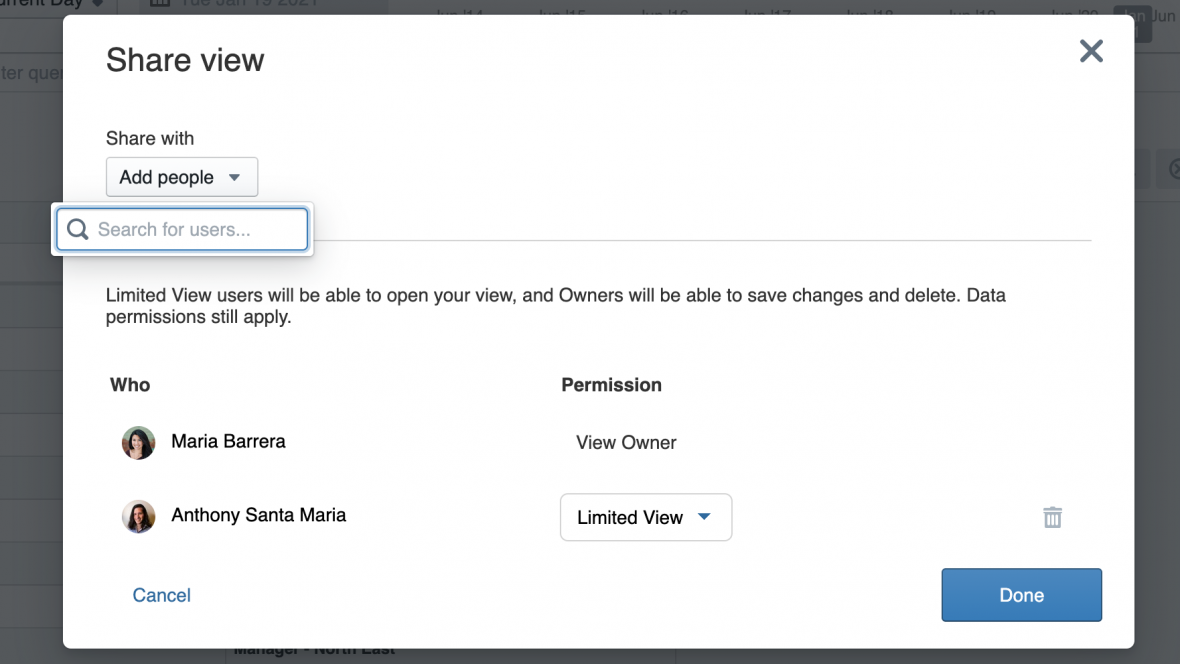 Current Day
Tue Jan 19 2021
Jun '14 Jun '15 Jun '16 Jun '17 Jun '18 Jun '19 Jun '20 Jan Jun
Share view
Share with
Add people
Search for users...
Limited View users will be able to open your view, and Owners will be able to save changes and delete. Data
permissions still apply.
Who Permission
Maria Barrera View Owner
Anthony Santa Maria Limited View
Cancel Done
Manager - North East